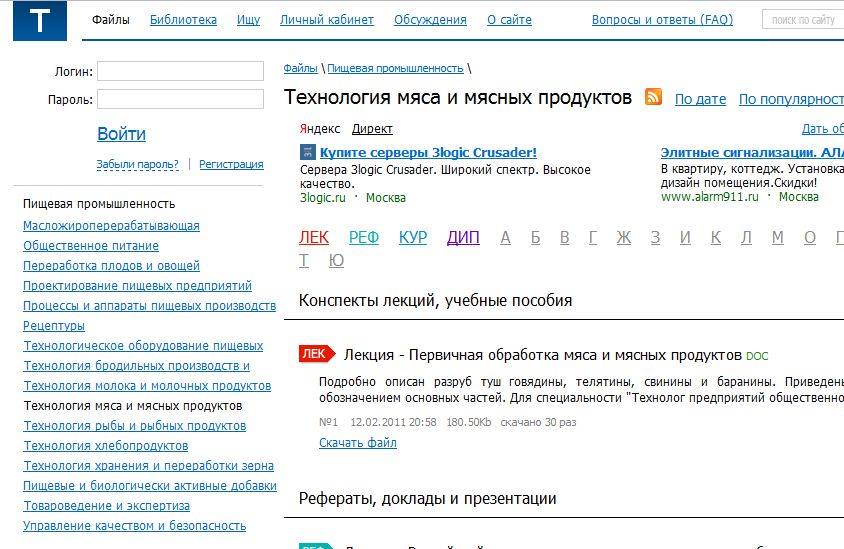 Т
Файлы Библиотека Ищу Личный кабинет Обсуждения О сайте Вопросы и ответы (FAQ) поиск по сайту
Логин:
Пароль:
Войти
Забыли пароль? | Регистрация
Пищевая промышленность
Масложироперерабатывающая
Общественное питание
Переработка плодов и овощей
Проектирование пищевых предприятий
Процессы и аппараты пищевых производств
Рецептуры
Технологическое оборудование пищевых
Технология бродильных производств и
Технология молока и молочных продуктов
Технология мяса и мясных продуктов
Технология рыбы и рыбных продуктов
Технология хлебопродуктов
Технология хранения и переработки зерна
Пищевые и биологически активные добавки
Товароведение и экспертиза
Управление качеством и безопасность
Файлы \ Пищевая промышленность \
Технология мяса и мясных продуктов По дате По популярност
Яндекс Директ Дать об
Купите серверы 3logic Crusader!
Сервера 3logic Crusader. Широкий спектр. Высокое
качество.
3logic.ru · Москва
Элитные сигнализации. АЛА
В квартиру, коттедж. Установка
дизайн помещения.Скидки!
www.alarm911.ru · Москва
ЛЕК РЕФ КУР ДИП А Б В Г Ж З И К Л М О П
Т Ю
Конспекты лекций, учебные пособия
ЛЕК Лекция - Первичная обработка мяса и мясных продуктов DOC
Подробно описан разруб туш говядины, телятины, свинины и баранины. Приведены
обозначением основных частей. Для специальности "Технолог предприятий общественно
№1 12.02.2011 20:58 180.50Kb скачано 30 раз
Скачать файл
Рефераты, доклады и презентации